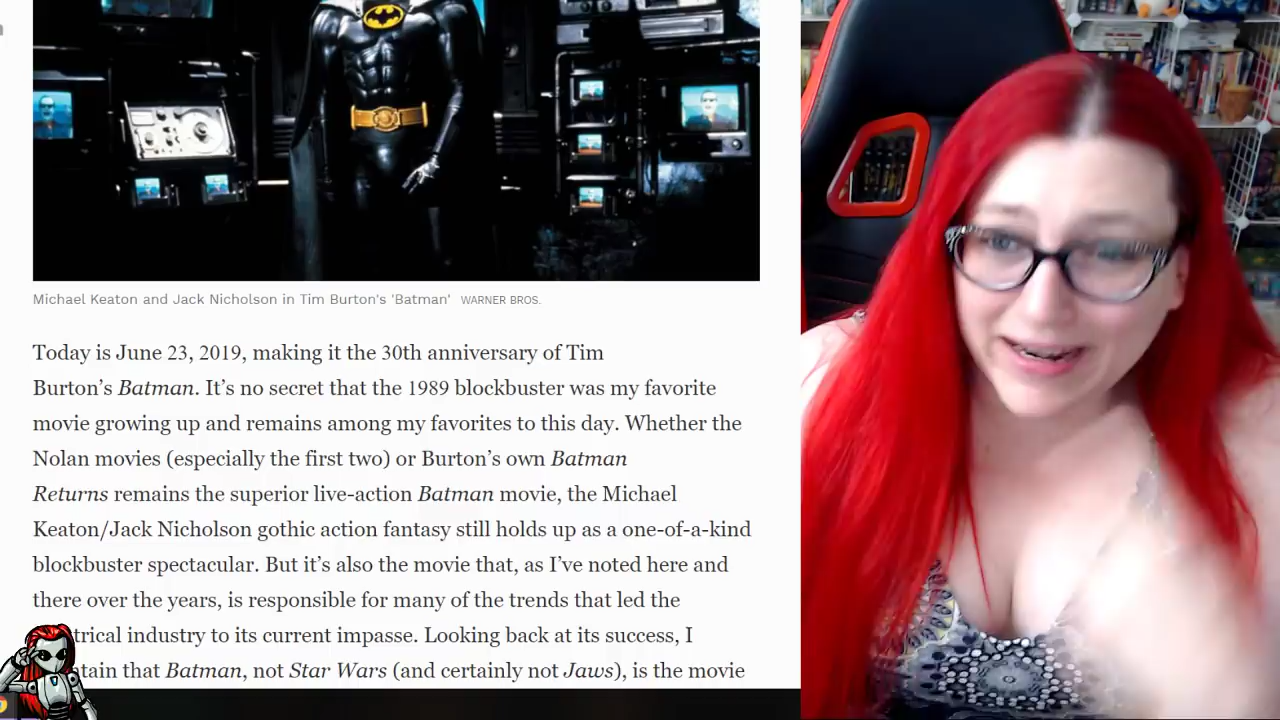 Michael Keaton and Jack Nicholson in Tim Burton's 'Batman' WARNER BROS.
Today is June 23, 2019, making it the 30th anniversary of Tim
Burton’s Batman. It’s no secret that the 1989 blockbuster was my favorite
movie growing up and remains among my favorites to this day. Whether the
Nolan movies (especially the first two) or Burton’s own Batman
Returns remains the superior live-action Batman movie, the Michael
Keaton/Jack Nicholson gothic action fantasy still holds up as a one-of-a-kind
blockbuster spectacular. But it’s also the movie that, as I’ve noted here and
there over the years, is responsible for many of the trends that led the
trical industry to its current impasse. Looking back at its success, I
tain that Batman, not Star Wars (and certainly not Jaws), is the movie